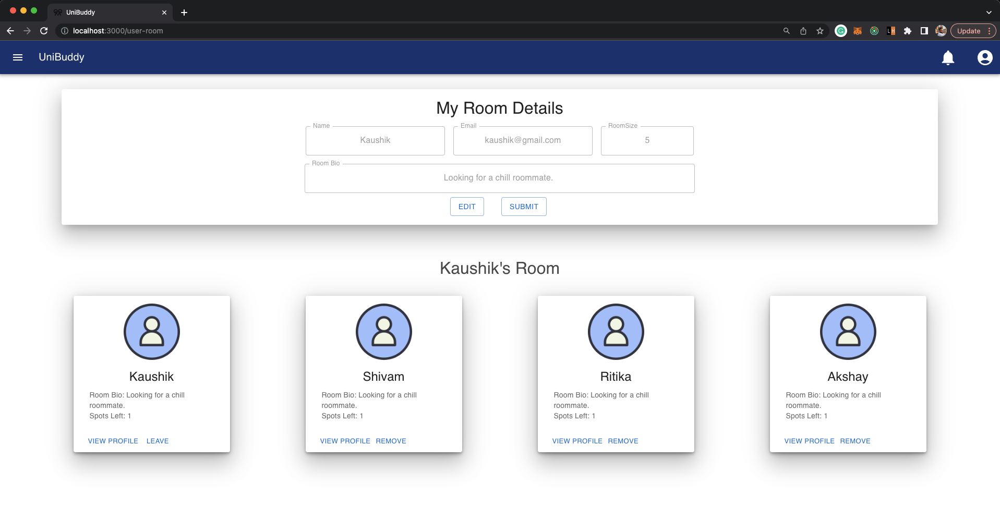 UniBuddy
localhost:3000/user-room
Update
UniBuddy
My Room Details
Name
Email
RoomSize
Kaushik
kaushik@gmail.com
5
Room Bio
Looking for a chill roommate.
EDIT
SUBMIT
Kaushik's Room
Kaushik
Room Bio: Looking for a chill
roommate.
Spots Left: 1
VIEW PROFILE LEAVE
Shivam
Room Bio: Looking for a chill
roommate.
Spots Left: 1
VIEW PROFILE REMOVE
Ritika
Room Bio: Looking for a chill
roommate.
Spots Left: 1
VIEW PROFILE REMOVE
Akshay
Room Bio: Looking for a chill
roommate.
Spots Left: 1
VIEW PROFILE REMOVE